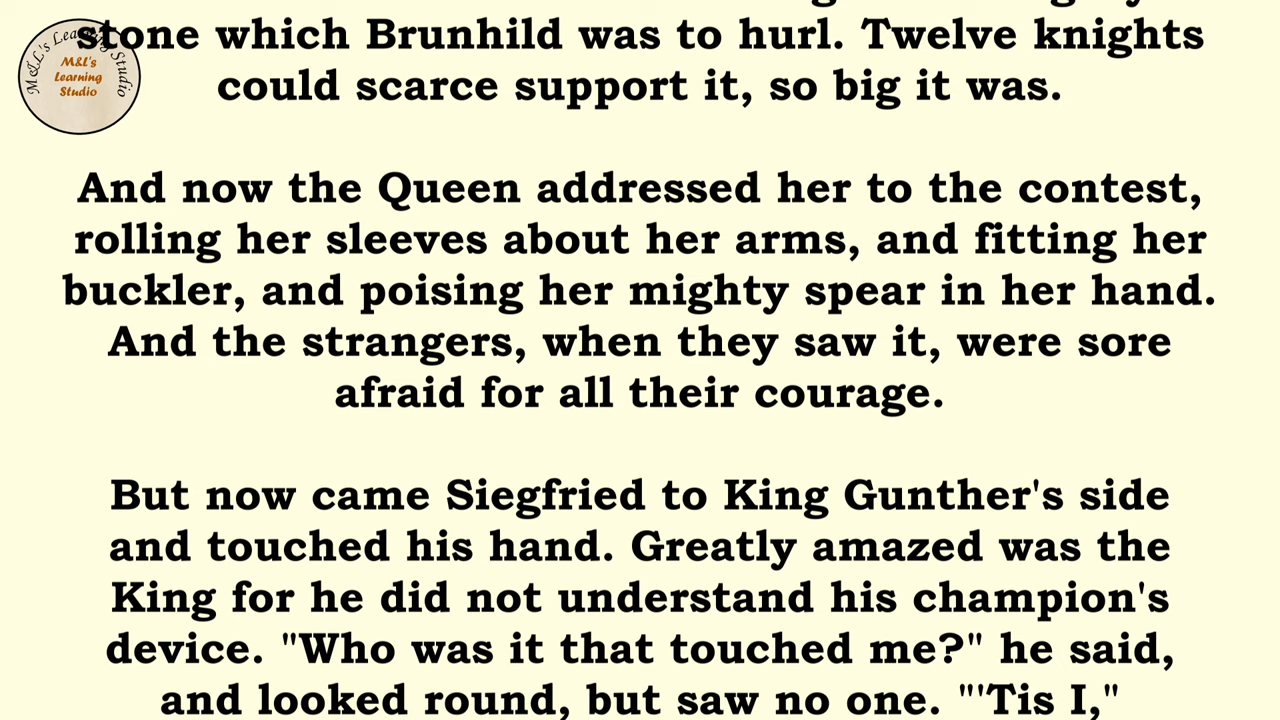 stone which Brunhild was to hurl. Twelve knights
could scarce support it, so big it was.
And now the Queen addressed her to the contest,
rolling her sleeves about her arms, and fitting her
buckler, and poising her mighty spear in her hand.
And the strangers, when they saw it, were sore
afraid for all their courage.
But now came Siegfried to King Gunther's side
and touched his hand. Greatly amazed was the
King for he did not understand his champion's
device. "Who was it that touched me?" he said,
and looked round, but saw no one. "'Tis I,"
M&L's Learning Studio
M&L's
Learning
Studio